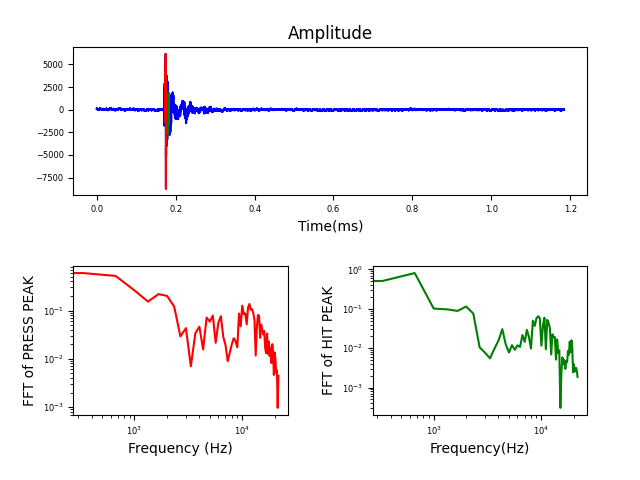 Amplitude
5000
2500
0
−2500
−5000
−7500
0.0 0.2 0.4 0.6 0.8 1.0 1.2
Time(ms)
FFT of PRESS PEAK
10⁻¹
10⁻²
10⁻³
10³ 10⁴
Frequency (Hz)
FFT of HIT PEAK
10⁰
10⁻¹
10⁻²
10⁻³
10³ 10⁴
Frequency(Hz)